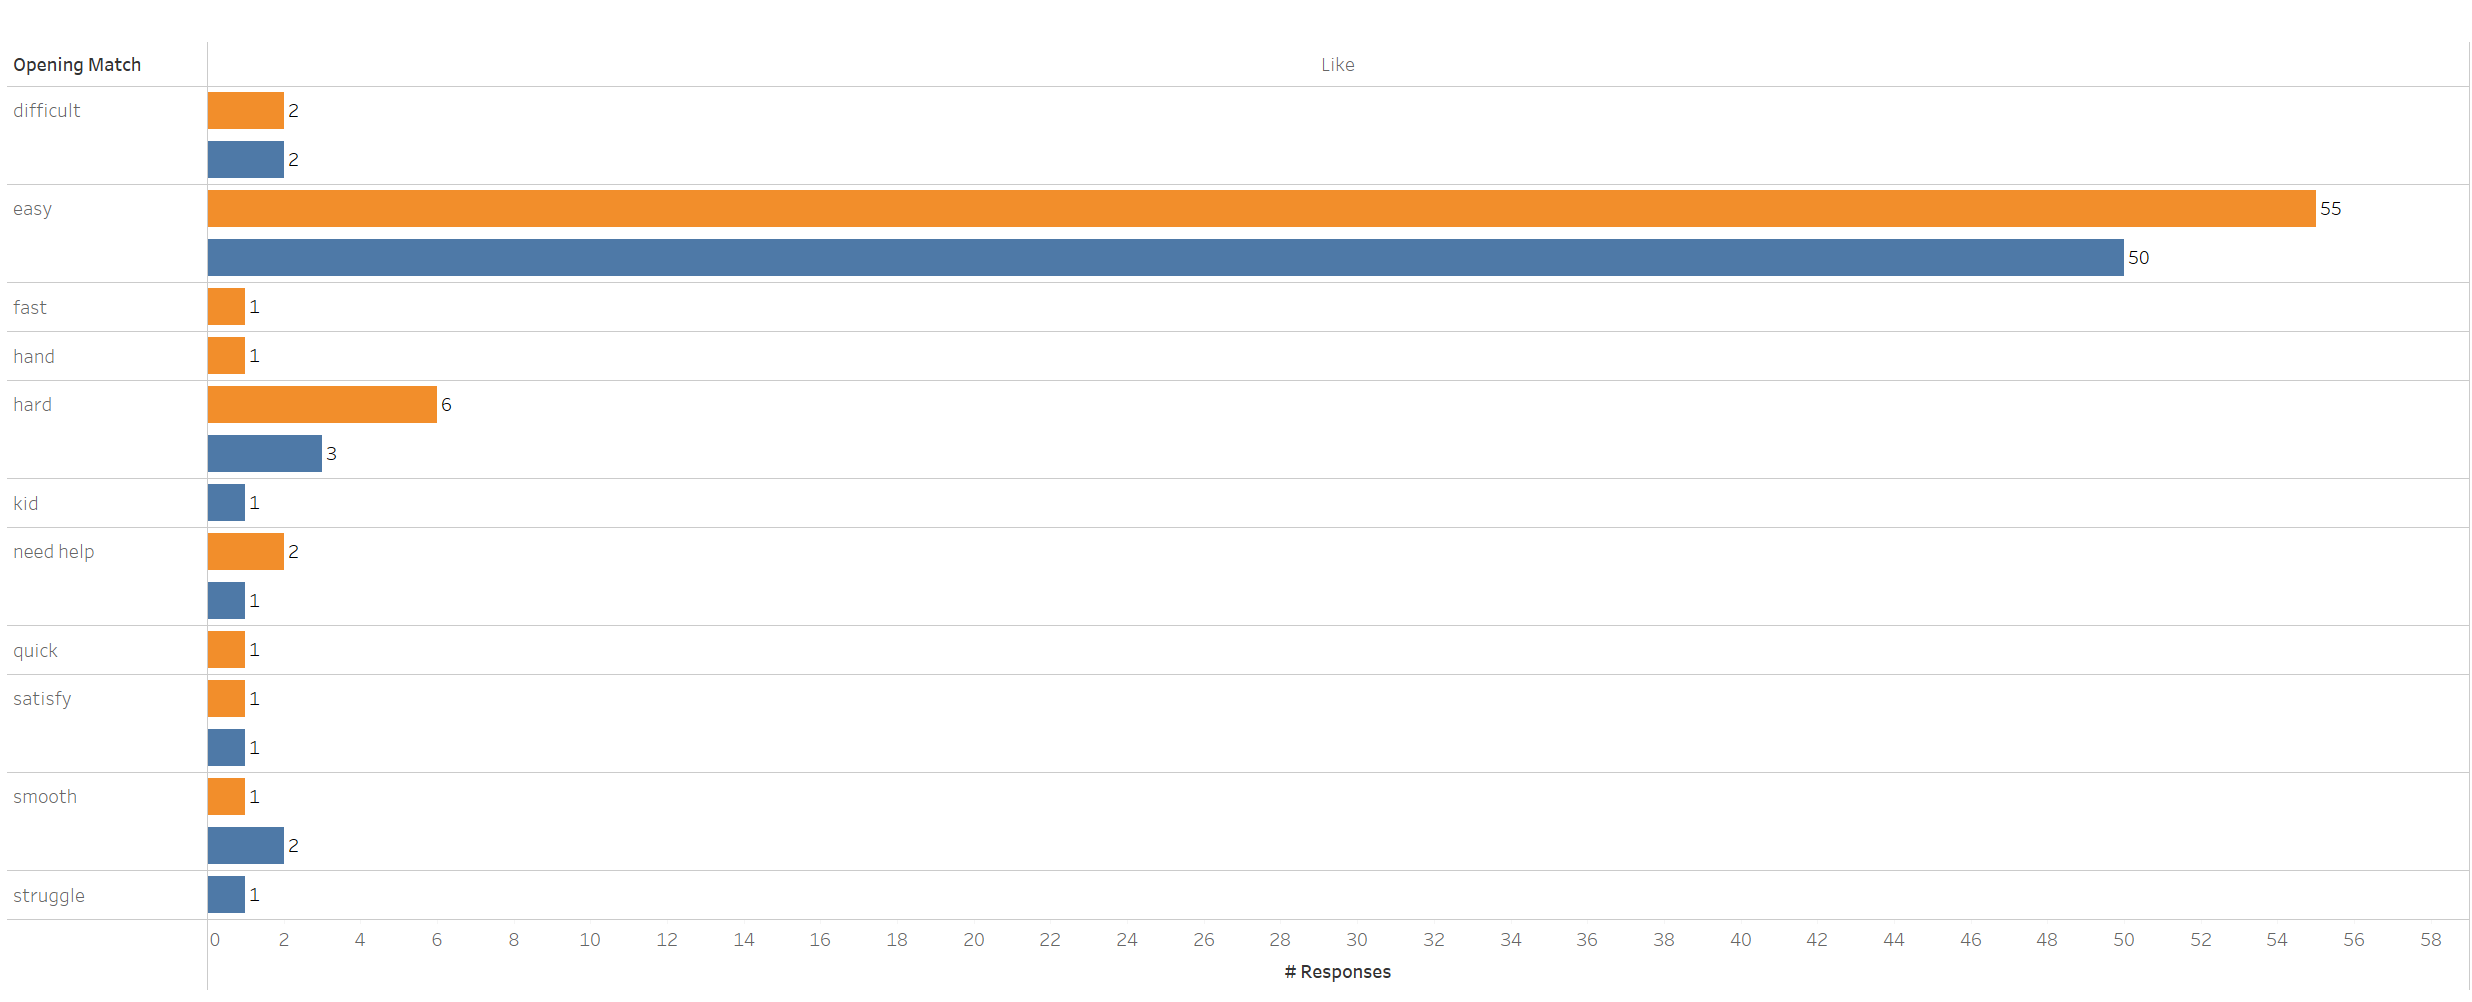 Opening Match
Like
difficult
2
2
easy
55
50
fast
1
hand
1
hard
6
3
kid
1
need help
2
1
quick
1
satisfy
1
1
smooth
1
2
struggle
1
0 2 4 6 8 10 12 14 16 18 20 22 24 26 28 30 32 34 36 38 40 42 44 46 48 50 52 54 56 58
# Responses